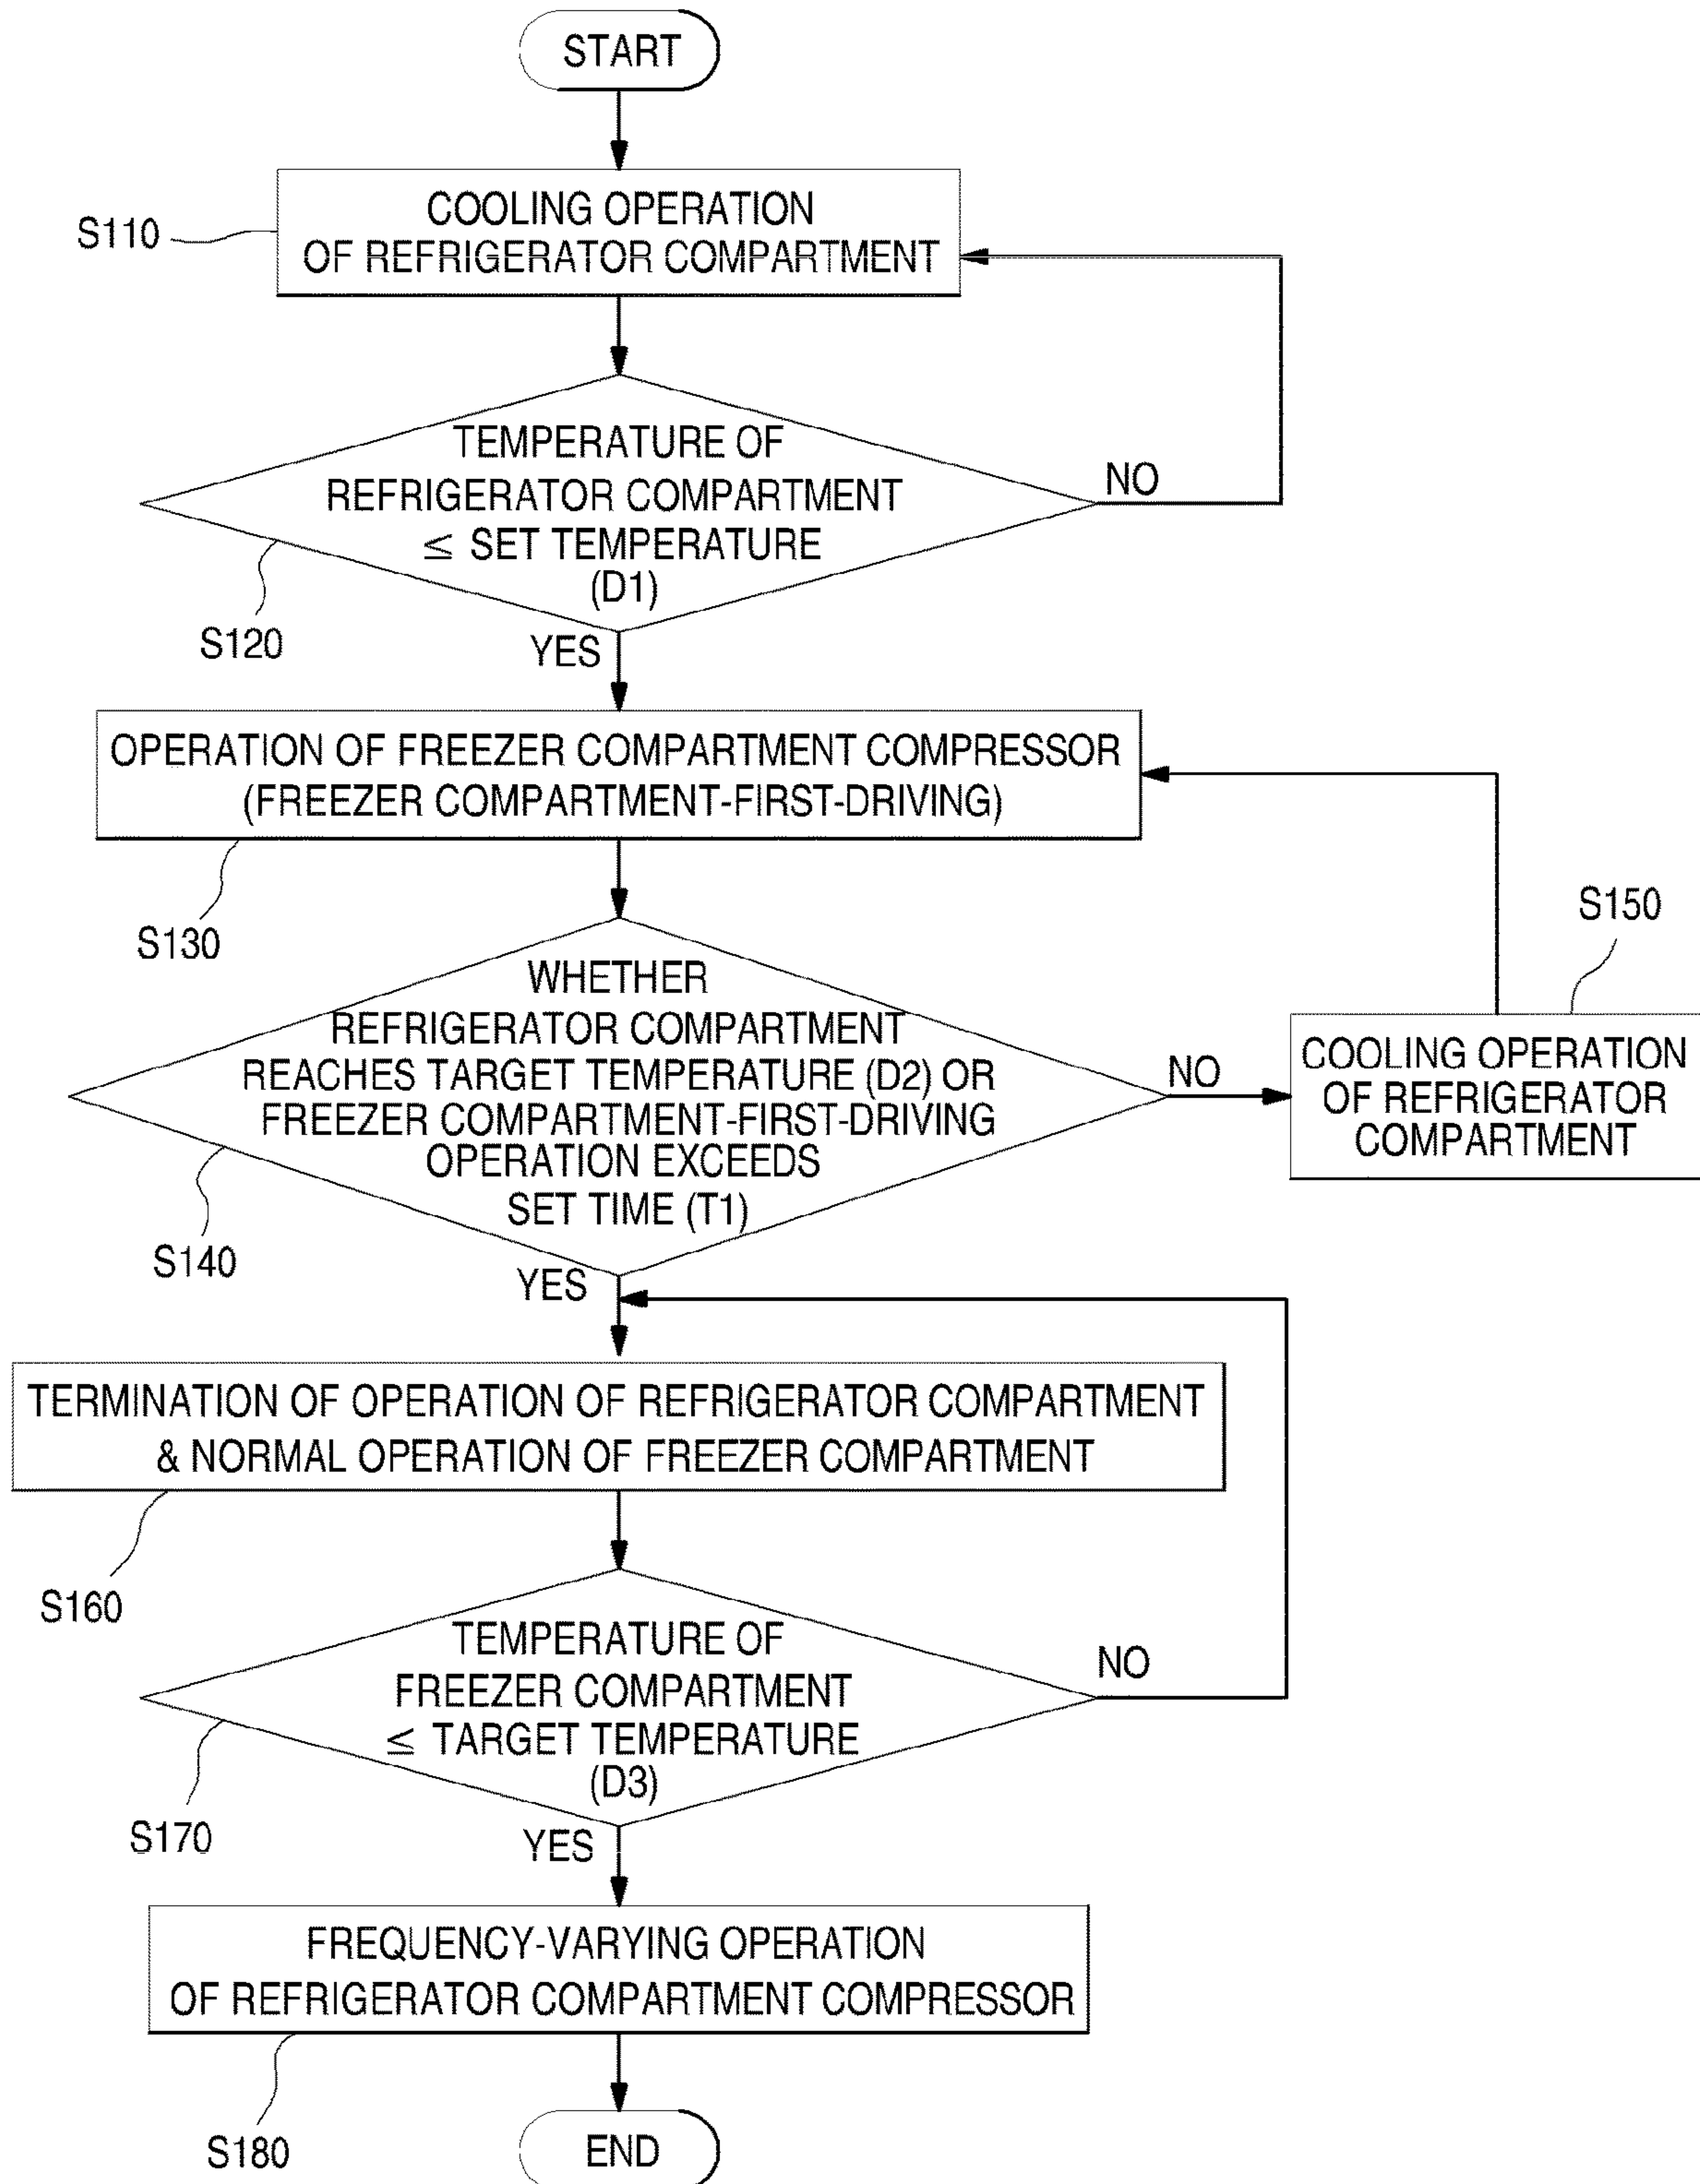 START
COOLING OPERATION
OF REFRIGERATOR COMPARTMENT
S110
TEMPERATURE OF
REFRIGERATOR COMPARTMENT
≤ SET TEMPERATURE
(D1)
NO
S120
YES
OPERATION OF FREEZER COMPARTMENT COMPRESSOR
(FREEZER COMPARTMENT-FIRST-DRIVING)
S130
WHETHER
REFRIGERATOR COMPARTMENT
REACHES TARGET TEMPERATURE (D2) OR
FREEZER COMPARTMENT-FIRST-DRIVING
OPERATION EXCEEDS
SET TIME (T1)
NO
S150
COOLING OPERATION
OF REFRIGERATOR
COMPARTMENT
S140
YES
TERMINATION OF OPERATION OF REFRIGERATOR COMPARTMENT
& NORMAL OPERATION OF FREEZER COMPARTMENT
S160
TEMPERATURE OF
FREEZER COMPARTMENT
≤ TARGET TEMPERATURE
(D3)
NO
S170
YES
FREQUENCY-VARYING OPERATION
OF REFRIGERATOR COMPARTMENT COMPRESSOR
S180
END